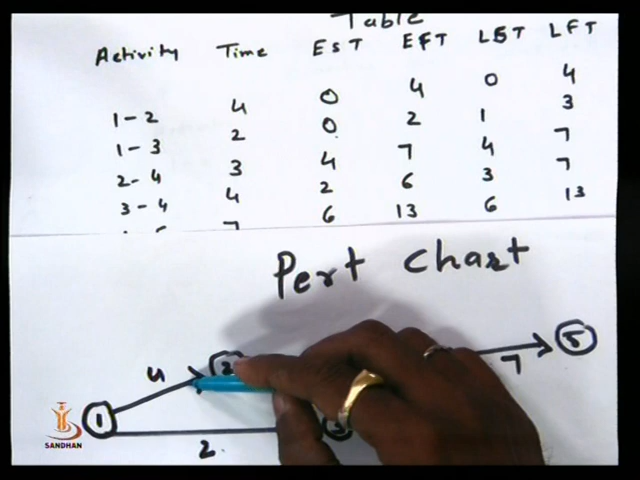 Table
Activity Time EST EFT LST LFT
1-2 4 0 4 0 4
1-3 2 0 2 1 3
2-4 3 4 7 4 7
3-4 4 2 6 3 7
7 6 13 6 13
Pert Chart
4 2 7 5
1 2 3
SANDHAN